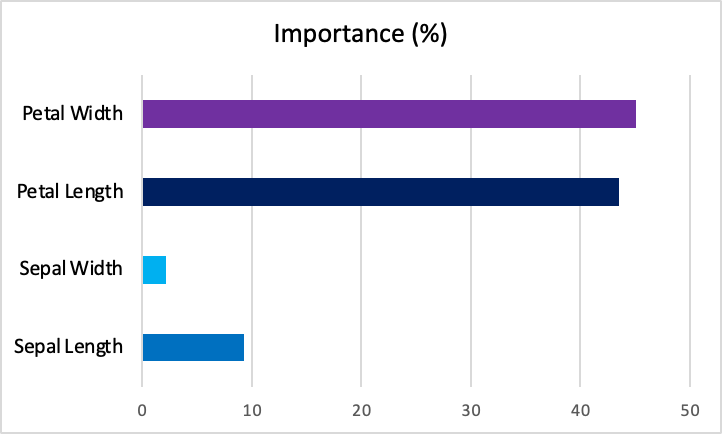 Importance (%)
Petal Width
Petal Length
Sepal Width
Sepal Length
0 10 20 30 40 50